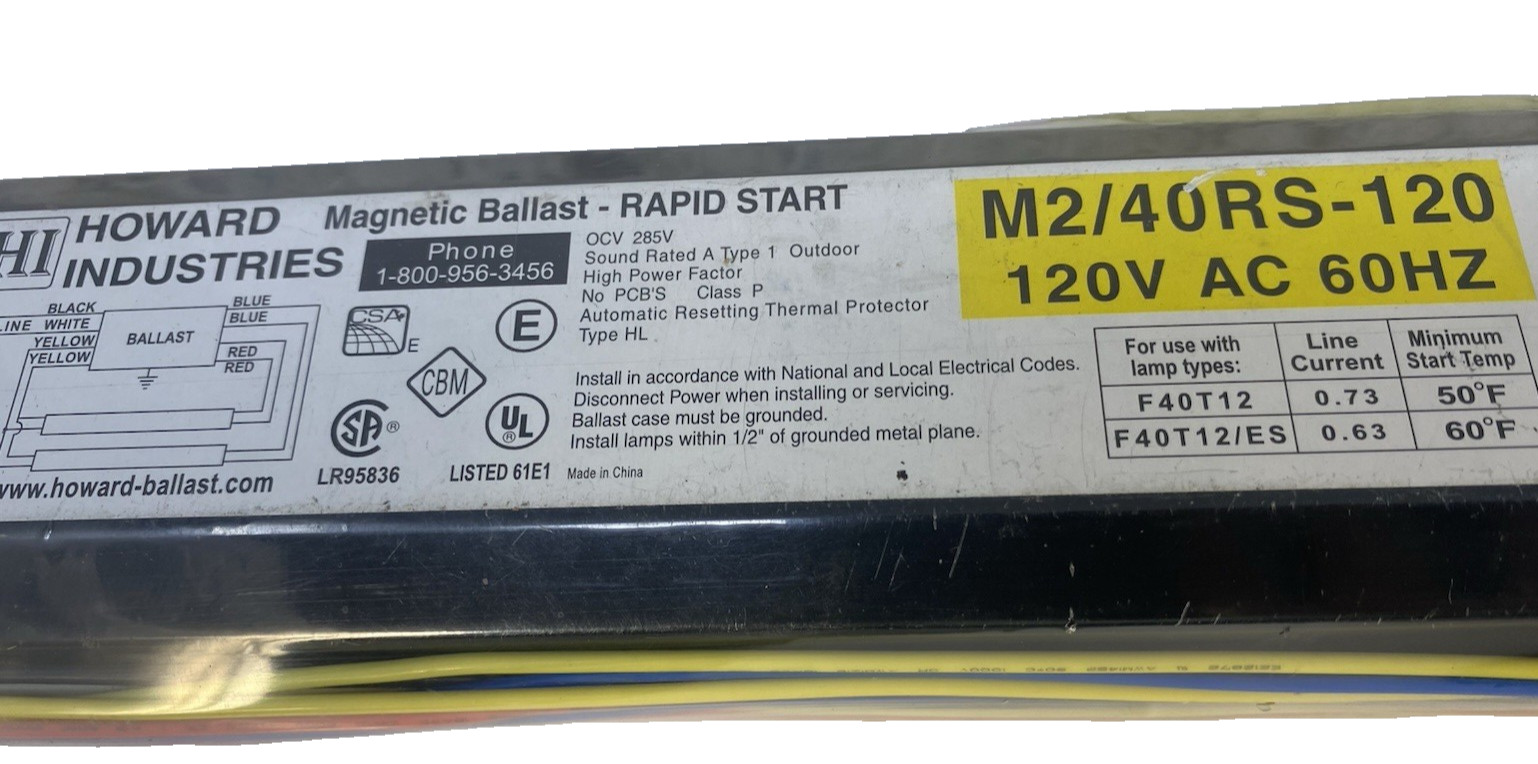 HI HOWARD
INDUSTRIES
Magnetic Ballast - RAPID START
Phone
1-800-956-3456
OCV 285V
Sound Rated A Type 1 Outdoor
High Power Factor
No PCB'S Class P
Automatic Resetting Thermal Protector
Type HL
M2/40RS-120
120V AC 60HZ
BLACK
LINE WHITE
YELLOW
YELLOW
BALLAST
BLUE
BLUE
RED
RED
www.howard-ballast.com
CSA
E
E
CBM
SA ®
LR95836
UL
®
LISTED 61E1
Install in accordance with National and Local Electrical Codes.
Disconnect Power when installing or servicing.
Ballast case must be grounded.
Install lamps within 1/2" of grounded metal plane.
Made in China
For use with lamp types: Line Current Minimum Start Temp
F40T12 0.73 50°F
F40T12/ES 0.63 60°F